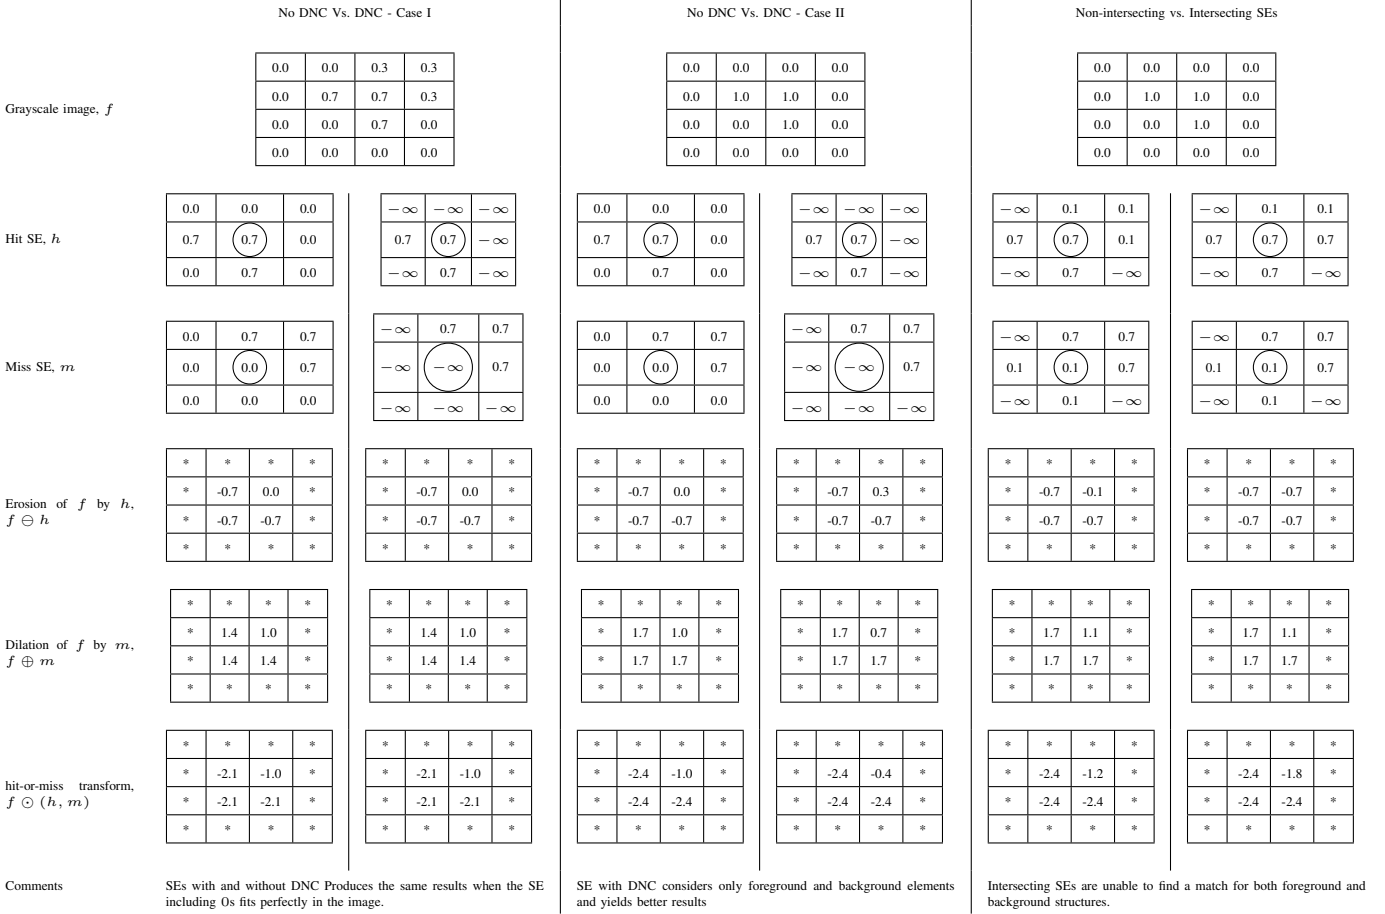 No DNC Vs. DNC - Case I No DNC Vs. DNC - Case II Non-intersecting vs. Intersecting SEs
0.0 0.0 0.3 0.3 0.0 0.0 0.0 0.0 0.0 0.0 0.0 0.0
0.0 0.7 0.7 0.3 0.0 1.0 1.0 0.0 0.0 1.0 1.0 0.0
Grayscale image, f
0.0 0.0 0.7 0.0 0.0 0.0 1.0 0.0 0.0 0.0 1.0 0.0
0.0 0.0 0.0 0.0 0.0 0.0 0.0 0.0 0.0 0.0 0.0 0.0
0.0 0.0 0.0 −∞ −∞ −∞ 0.0 0.0 0.0 −∞ −∞ −∞ −∞ 0.1 0.1 −∞ 0.1 0.1
Hit SE, h 0.7 0.7 0.0 0.7 0.7 −∞ 0.7 0.7 0.0 0.7 0.7 −∞ 0.7 0.7 0.1 0.7 0.7 0.7
0.0 0.7 0.0 −∞ 0.7 −∞ 0.0 0.7 0.0 −∞ 0.7 −∞ −∞ 0.7 −∞ −∞ 0.7 −∞
0.0 0.7 0.7 −∞ 0.7 0.7 0.0 0.7 0.7 −∞ 0.7 0.7 −∞ 0.7 0.7 −∞ 0.7 0.7
Miss SE, m 0.0 0.0 0.7 −∞ −∞ 0.7 0.0 0.0 0.7 −∞ −∞ 0.7 0.1 0.1 0.7 0.1 0.1 0.7
0.0 0.0 0.0 −∞ −∞ −∞ 0.0 0.0 0.0 −∞ −∞ −∞ −∞ 0.1 −∞ −∞ 0.1 −∞
* * * * * * * * * * * * * * * * * * * * * * * *
* -0.7 0.0 * * -0.7 0.0 * * -0.7 0.0 * * -0.7 0.3 * * -0.7 -0.1 * * -0.7 -0.7 *
Erosion of f by h,
f ⊖ h
* -0.7 -0.7 * * -0.7 -0.7 * * -0.7 -0.7 * * -0.7 -0.7 * * -0.7 -0.7 * * -0.7 -0.7 *
* * * * * * * * * * * * * * * * * * * * * * * *
* * * * * * * * * * * * * * * * * * * * * * * *
* 1.4 1.0 * * 1.4 1.0 * * 1.7 1.0 * * 1.7 0.7 * * 1.7 1.1 * * 1.7 1.1 *
Dilation of f by m,
f ⊕ m
* 1.4 1.4 * * 1.4 1.4 * * 1.7 1.7 * * 1.7 1.7 * * 1.7 1.7 * * 1.7 1.7 *
* * * * * * * * * * * * * * * * * * * * * * * *
* * * * * * * * * * * * * * * * * * * * * * * *
* -2.1 -1.0 * * -2.1 -1.0 * * -2.4 -1.0 * * -2.4 -0.4 * * -2.4 -1.2 * * -2.4 -1.8 *
hit-or-miss transform,
f ⊙ (h, m)
* -2.1 -2.1 * * -2.1 -2.1 * * -2.4 -2.4 * * -2.4 -2.4 * * -2.4 -2.4 * * -2.4 -2.4 *
* * * * * * * * * * * * * * * * * * * * * * * *
Comments
SEs with and without DNC Produces the same results when the SE
including 0s fits perfectly in the image.
SE with DNC considers only foreground and background elements
and yields better results
Intersecting SEs are unable to find a match for both foreground and
background structures.